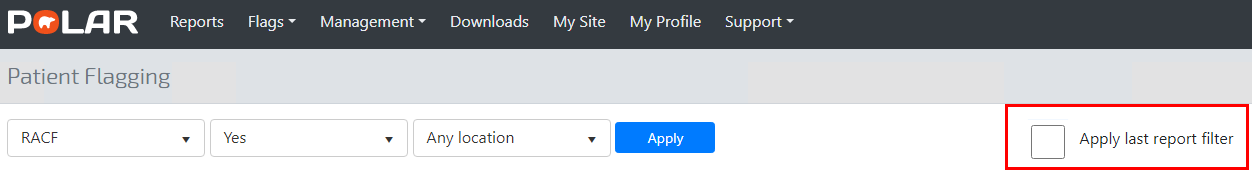 POLAR Reports Flags Management Downloads My Site My Profile Support
Patient Flagging
RACF Yes Any location Apply Apply last report filter